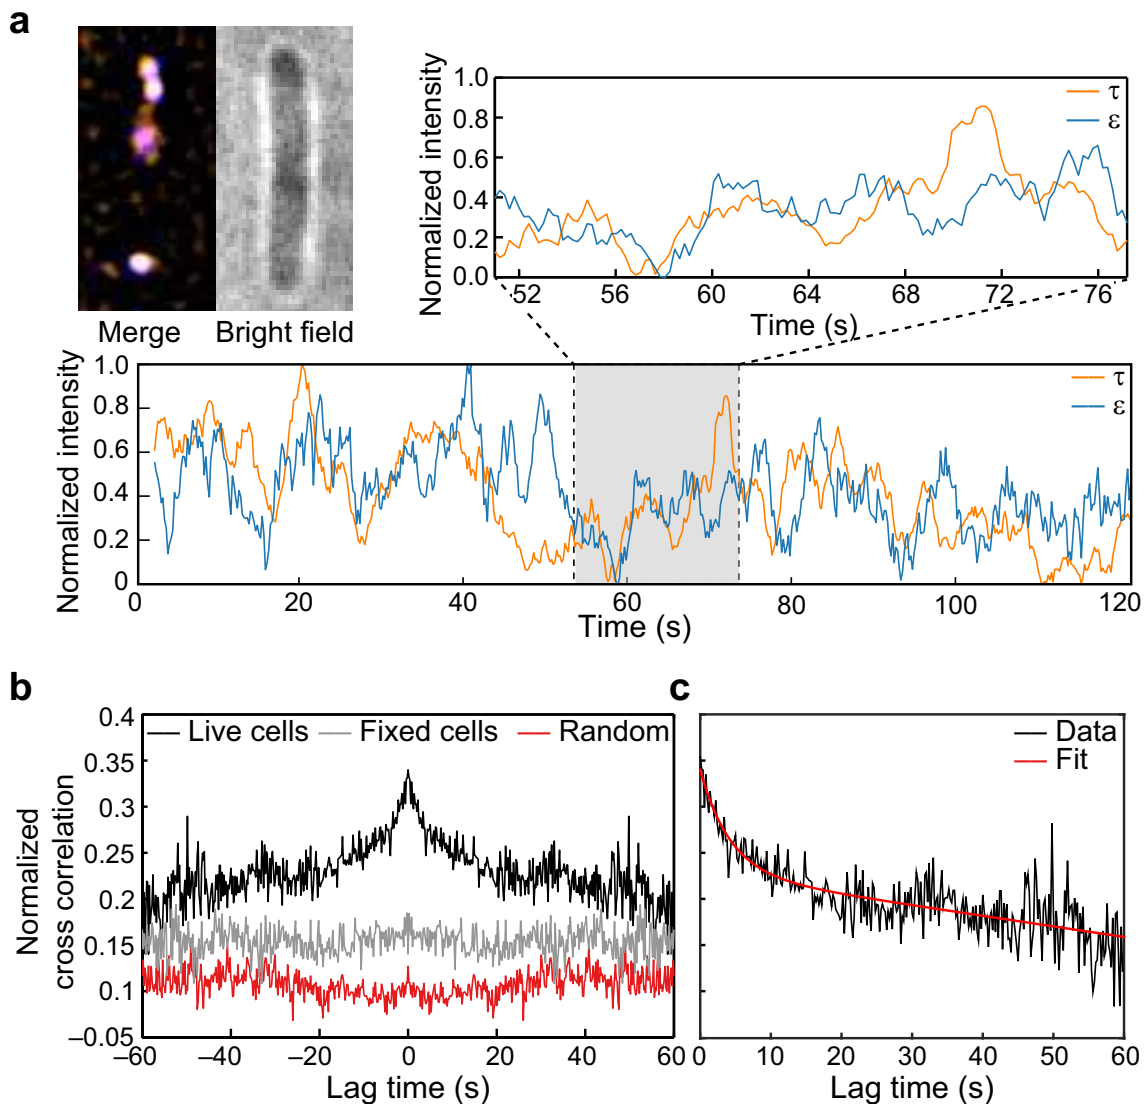 a
Merge
Bright field
Normalized intensity
1.0
0.8
0.6
0.4
0.2
0.0
τ
ε
52
56
60
64
68
72
76
Time (s)
Normalized intensity
1.0
0.8
0.6
0.4
0.2
0
τ
ε
0
20
40
60
80
100
120
Time (s)
b
Normalized
cross correlation
0.4
0.35
0.3
0.25
0.2
0.15
0.1
–0.05
Live cells
Fixed cells
Random
–60
–40
–20
0
20
40
60
Lag time (s)
c
Data
Fit
0
10
20
30
40
50
60
Lag time (s)